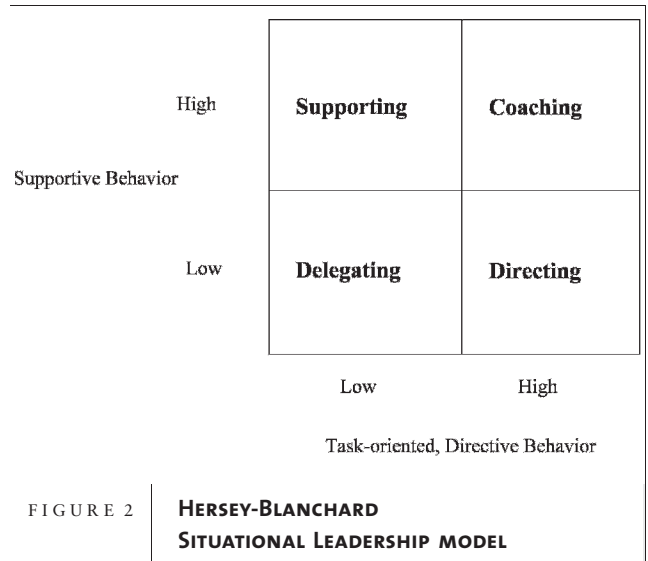 High Supporting Coaching
Supportive Behavior
Low Delegating Directing
Low High
Task-oriented, Directive Behavior
FIGURE 2 HERSEY-BLANCHARD
SITUATIONAL LEADERSHIP MODEL